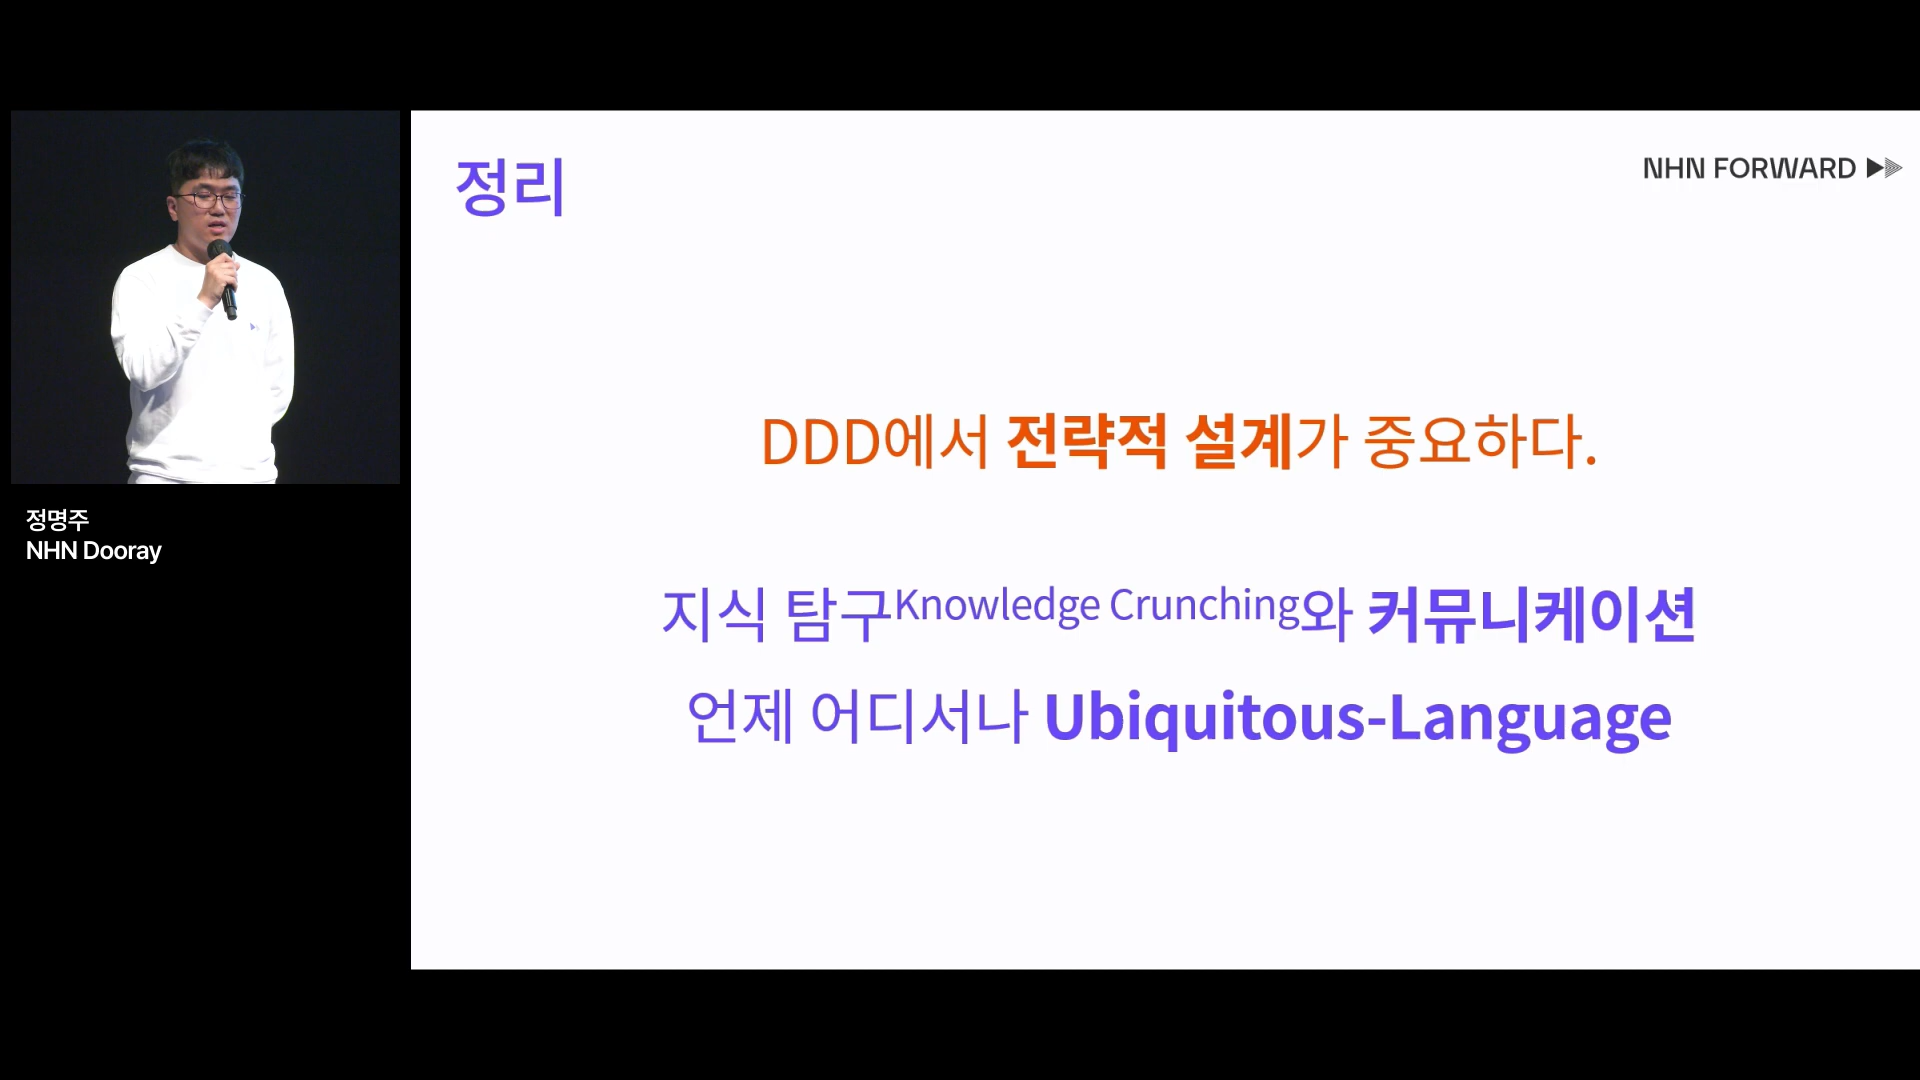 정리
NHN FORWARD
DDD에서 전략적 설계가 중요하다.
지식 탐구Knowledge Crunching와 커뮤니케이션
언제 어디서나 Ubiquitous-Language
정명주
NHN Dooray